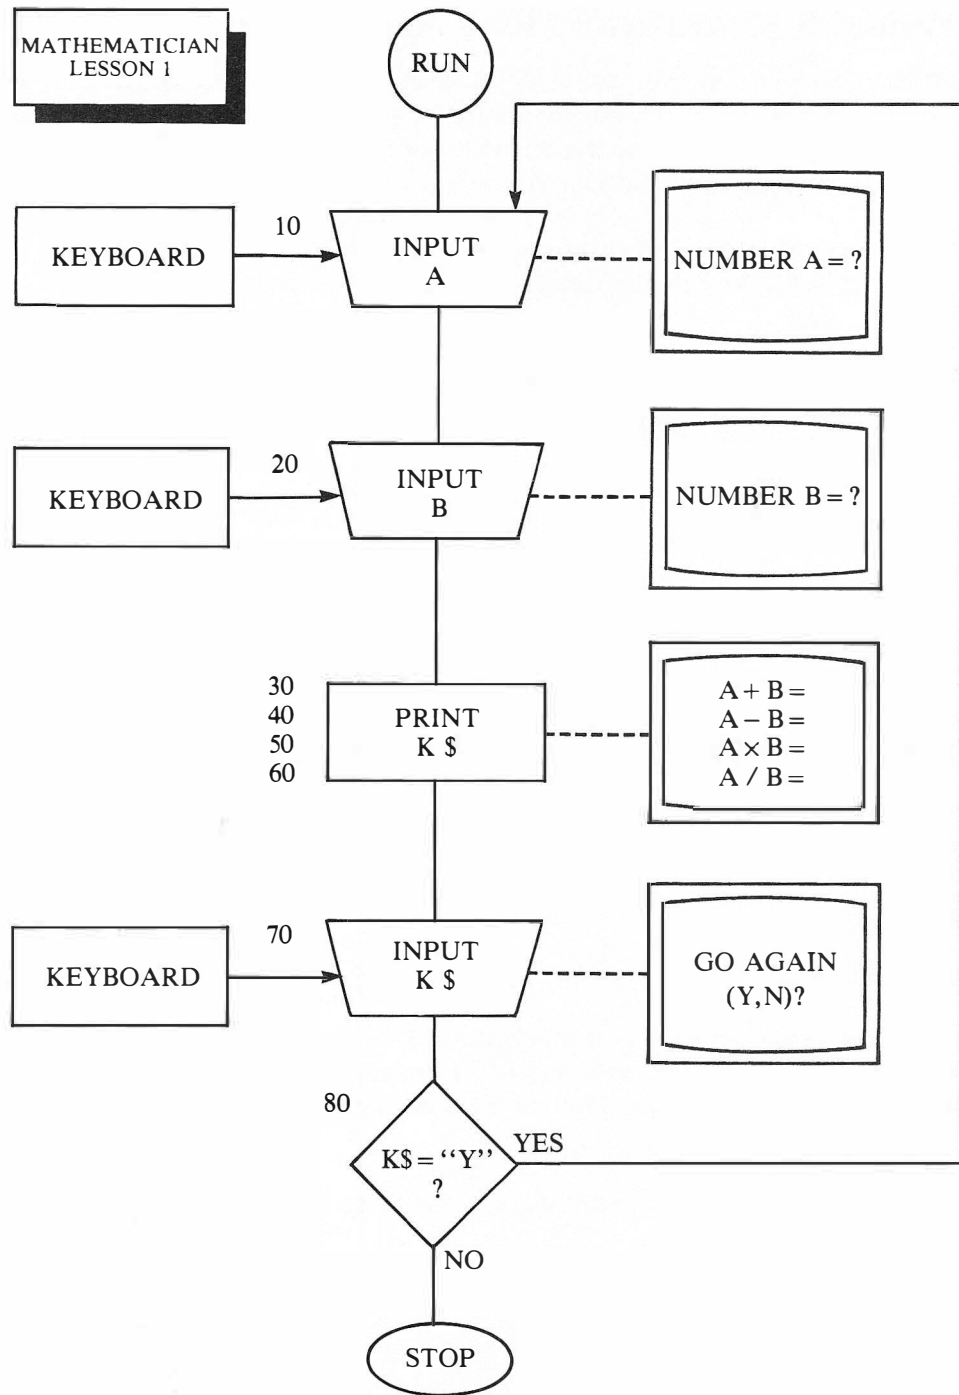 MATHEMATICIAN
LESSON 1
RUN
KEYBOARD
10
INPUT
A
NUMBER A = ?
KEYBOARD
20
INPUT
B
NUMBER B = ?
30
40
50
60
PRINT
K $
A + B =
A − B =
A × B =
A / B =
KEYBOARD
70
INPUT
K $
GO AGAIN
(Y,N)?
80
K$ = “Y”
?
YES
NO
STOP